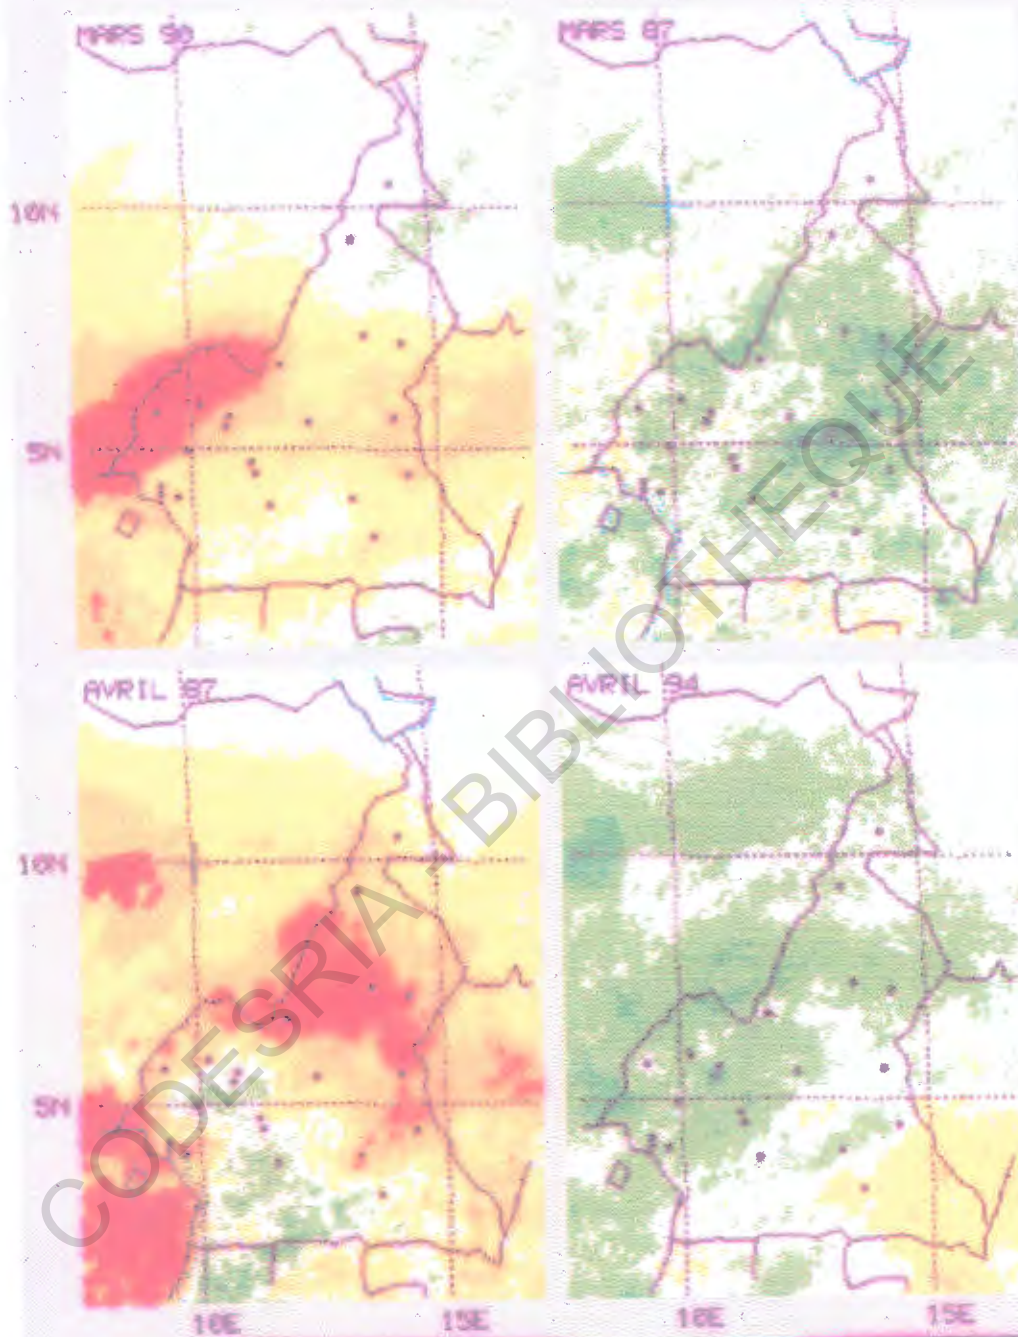 MARS 90
MARS 87
10N
5N
AVRIL 87
AVRIL 94
10N
5N
10E
15E
10E
15E
CODESRIA - BIBLIOTHEQUE